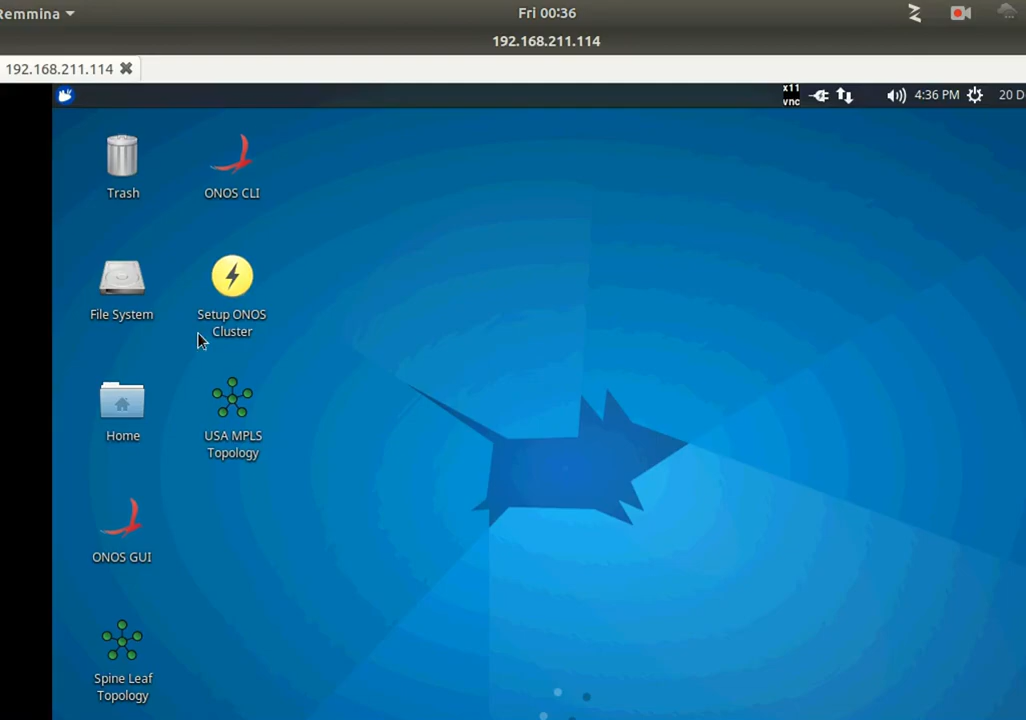 Remmina
Fri 00:36
192.168.211.114
192.168.211.114
x11
vnc
4:36 PM
20 D
Trash
ONOS CLI
File System
Setup ONOS
Cluster
Home
USA MPLS
Topology
ONOS GUI
Spine Leaf
Topology